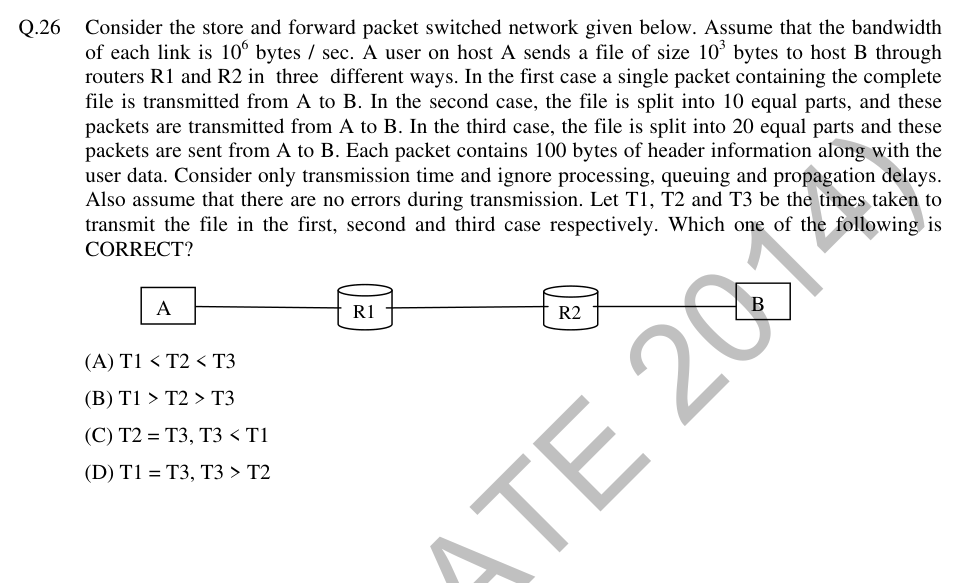 Q.26 Consider the store and forward packet switched network given below. Assume that the bandwidth
of each link is 10⁶ bytes / sec. A user on host A sends a file of size 10³ bytes to host B through
routers R1 and R2 in three different ways. In the first case a single packet containing the complete
file is transmitted from A to B. In the second case, the file is split into 10 equal parts, and these
packets are transmitted from A to B. In the third case, the file is split into 20 equal parts and these
packets are sent from A to B. Each packet contains 100 bytes of header information along with the
user data. Consider only transmission time and ignore processing, queuing and propagation delays.
Also assume that there are no errors during transmission. Let T1, T2 and T3 be the times taken to
transmit the file in the first, second and third case respectively. Which one of the following is
CORRECT?
A R1 R2 B
(A) T1 < T2 < T3
(B) T1 > T2 > T3
(C) T2 = T3, T3 < T1
(D) T1 = T3, T3 > T2
ATE 2014)